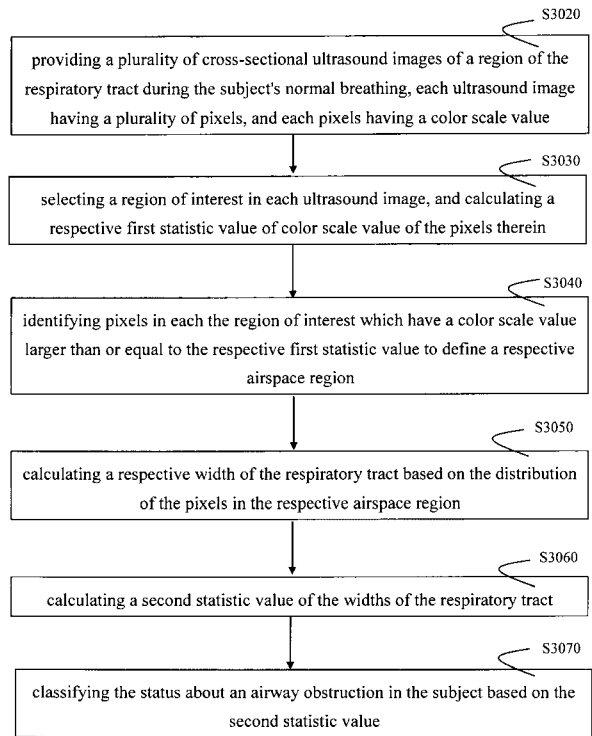 S3020
providing a plurality of cross-sectional ultrasound images of a region of the
respiratory tract during the subject's normal breathing, each ultrasound image
having a plurality of pixels, and each pixels having a color scale value
S3030
selecting a region of interest in each ultrasound image, and calculating a
respective first statistic value of color scale value of the pixels therein
S3040
identifying pixels in each the region of interest which have a color scale value
larger than or equal to the respective first statistic value to define a respective
airspace region
S3050
calculating a respective width of the respiratory tract based on the distribution
of the pixels in the respective airspace region
S3060
calculating a second statistic value of the widths of the respiratory tract
S3070
classifying the status about an airway obstruction in the subject based on the
second statistic value